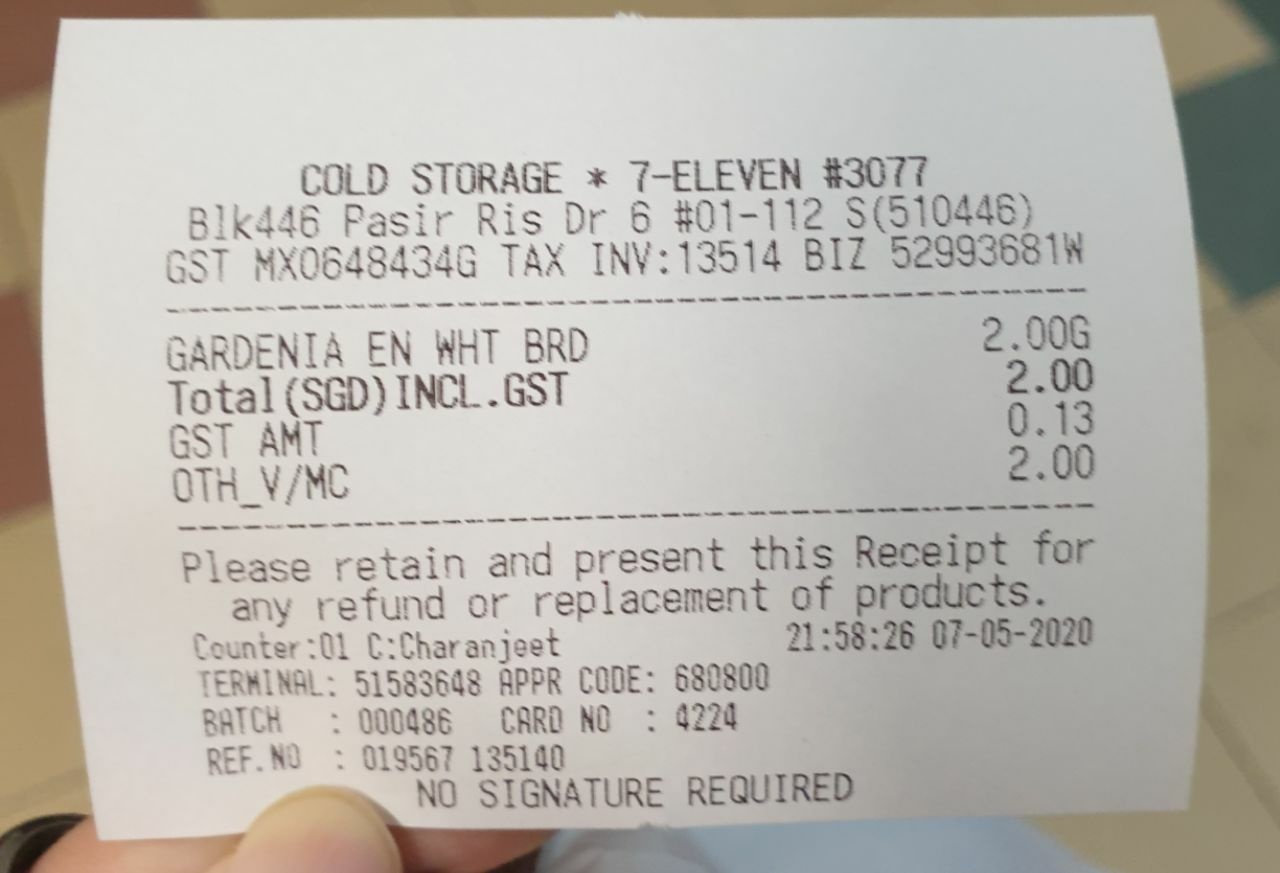 COLD STORAGE * 7-ELEVEN #3077
Blk446 Pasir Ris Dr 6 #01-112 S(510446)
GST MX0648434G TAX INV:13514 BIZ 52993681W
GARDENIA EN WHT BRD 2.00G
Total(SGD)INCL.GST 2.00
GST AMT 0.13
OTH_V/MC 2.00
Please retain and present this Receipt for
any refund or replacement of products.
Counter:01 C:Charanjeet 21:58:26 07-05-2020
TERMINAL: 51583648 APPR CODE: 680800
BATCH : 000486 CARD NO : 4224
REF.NO : 019567 135140
NO SIGNATURE REQUIRED